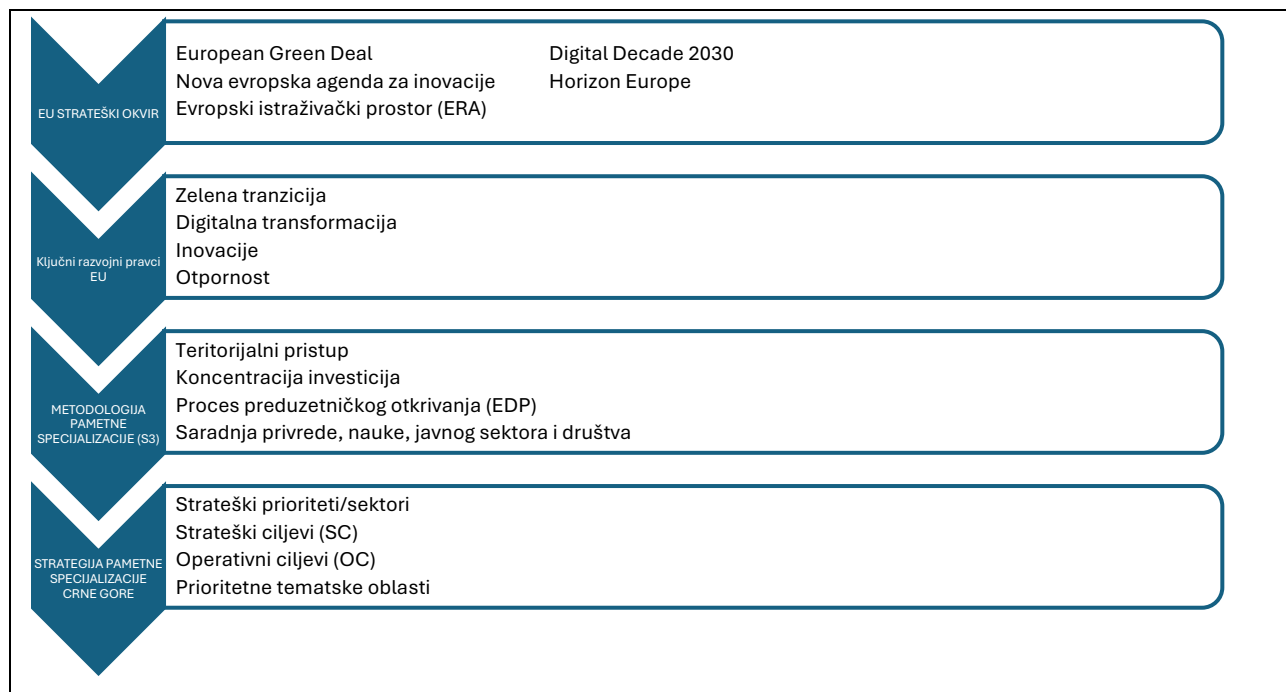 EU STRATEŠKI OKVIR
European Green Deal
Nova evropska agenda za inovacije
Evropski istraživački prostor (ERA)
Digital Decade 2030
Horizon Europe
Ključni razvojni pravci
EU
Zelena tranzicija
Digitalna transformacija
Inovacije
Otpornost
METODOLOGIJA
PAMETNE
SPECIJALIZACIJE (S3)
Teritorijalni pristup
Koncentracija investicija
Proces preduzetničkog otkrivanja (EDP)
Saradnja privrede, nauke, javnog sektora i društva
STRATEGIJA PAMETNE
SPECIJALIZACIJE
CRNE GORE
Strateški prioriteti/sektori
Strateški ciljevi (SC)
Operativni ciljevi (OC)
Prioritetne tematske oblasti